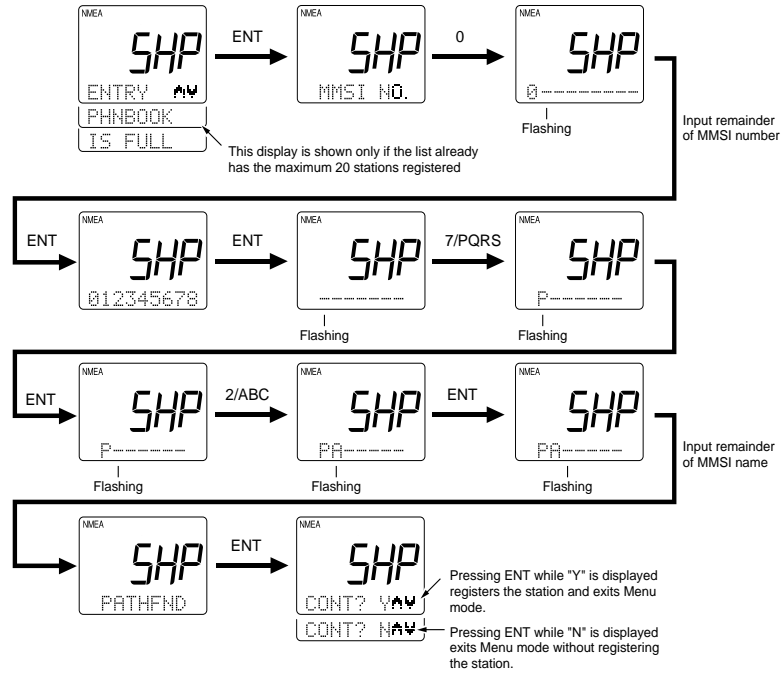 NMEA
SHP
ENTRY
PHNBOOK
IS FULL
ENT
NMEA
SHP
MMSI NO.
0
NMEA
SHP
0--------
Flashing
Input remainder
of MMSI number
This display is shown only if the list already
has the maximum 20 stations registered
ENT
NMEA
SHP
012345678
ENT
NMEA
SHP
-------
Flashing
7/PQRS
NMEA
SHP
P------
Flashing
ENT
NMEA
SHP
P------
Flashing
2/ABC
NMEA
SHP
PA-----
Flashing
ENT
NMEA
SHP
PA-----
Flashing
Input remainder
of MMSI name
NMEA
SHP
PATHFND
ENT
NMEA
SHP
CONT? Y
CONT? N
Pressing ENT while "Y" is displayed
registers the station and exits Menu
mode.
Pressing ENT while "N" is displayed
exits Menu mode without registering
the station.